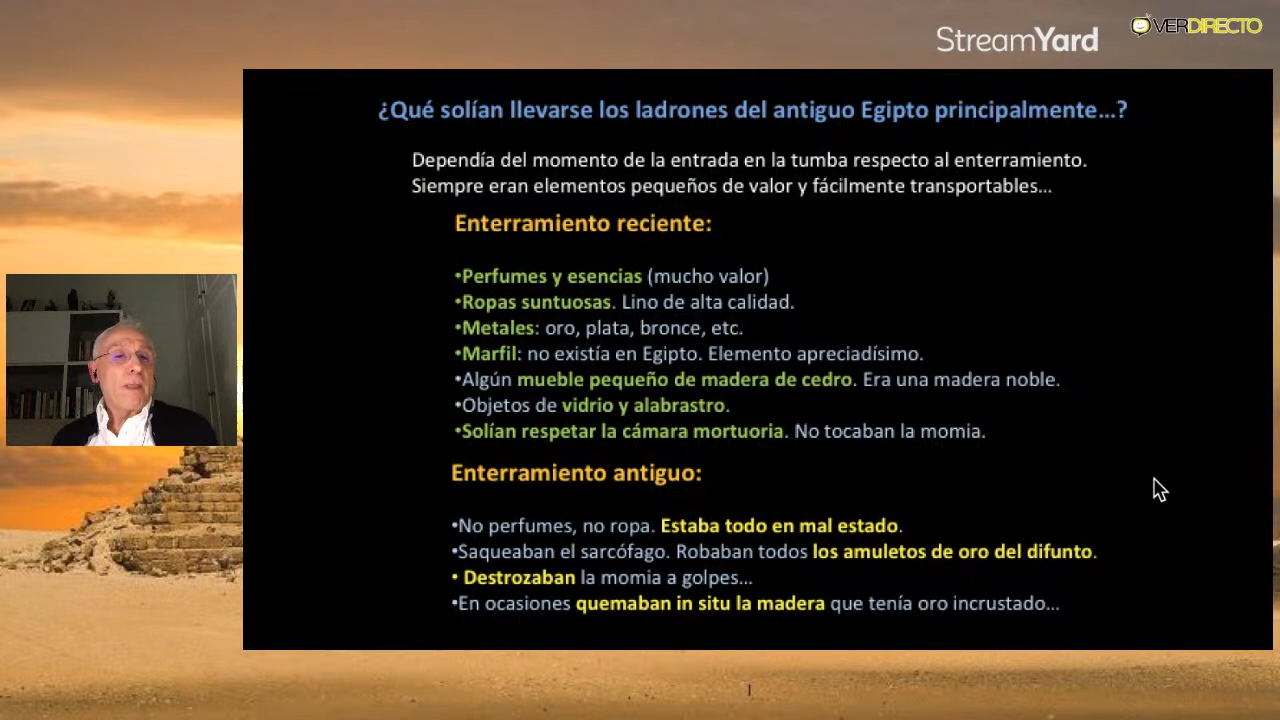 StreamYard
VERDIRECTO
¿Qué solían llevarse los ladrones del antiguo Egipto principalmente…?
Dependía del momento de la entrada en la tumba respecto al enterramiento.
Siempre eran elementos pequeños de valor y fácilmente transportables…
Enterramiento reciente:
•Perfumes y esencias (mucho valor)
•Ropas suntuosas. Lino de alta calidad.
•Metales: oro, plata, bronce, etc.
•Marfil: no existía en Egipto. Elemento apreciadísimo.
•Algún mueble pequeño de madera de cedro. Era una madera noble.
•Objetos de vidrio y alabrastro.
•Solían respetar la cámara mortuoria. No tocaban la momia.
Enterramiento antiguo:
•No perfumes, no ropa. Estaba todo en mal estado.
•Saqueaban el sarcófago. Robaban todos los amuletos de oro del difunto.
• Destrozaban la momia a golpes…
•En ocasiones quemaban in situ la madera que tenía oro incrustado…